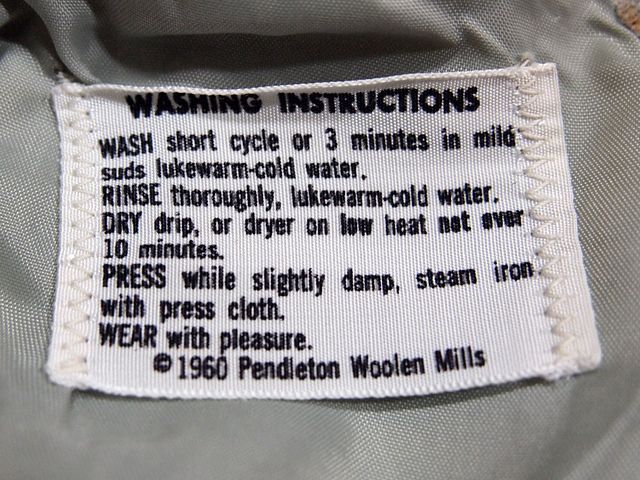 WASHING INSTRUCTIONS
WASH short cycle or 3 minutes in mild
suds lukewarm-cold water.
RINSE thoroughly, lukewarm-cold water.
DRY drip, or dryer on low heat not over
10 minutes.
PRESS while slightly damp, steam iron
with press cloth.
WEAR with pleasure.
©1960 Pendleton Woolen Mills